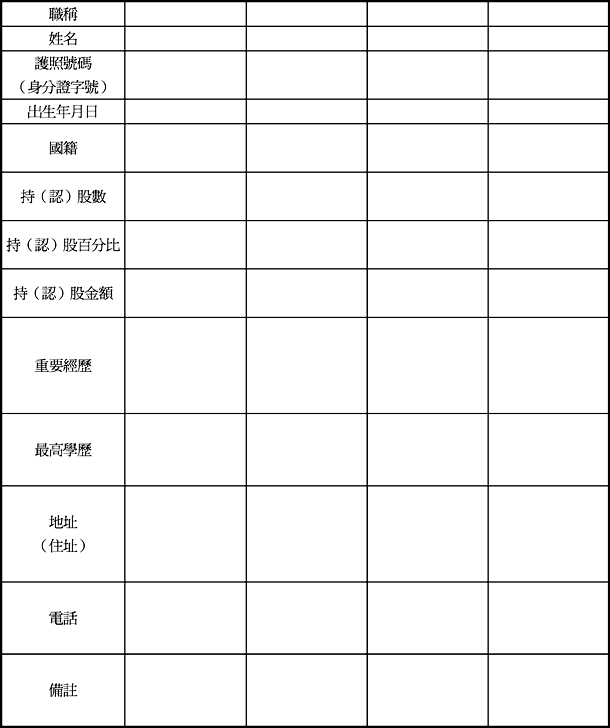 職稱
姓名
護照號碼
（身分證字號）
出生年月日
國籍
持（認）股數
持（認）股百分比
持（認）股金額
重要經歷
最高學歷
地址
（住址）
電話
備註